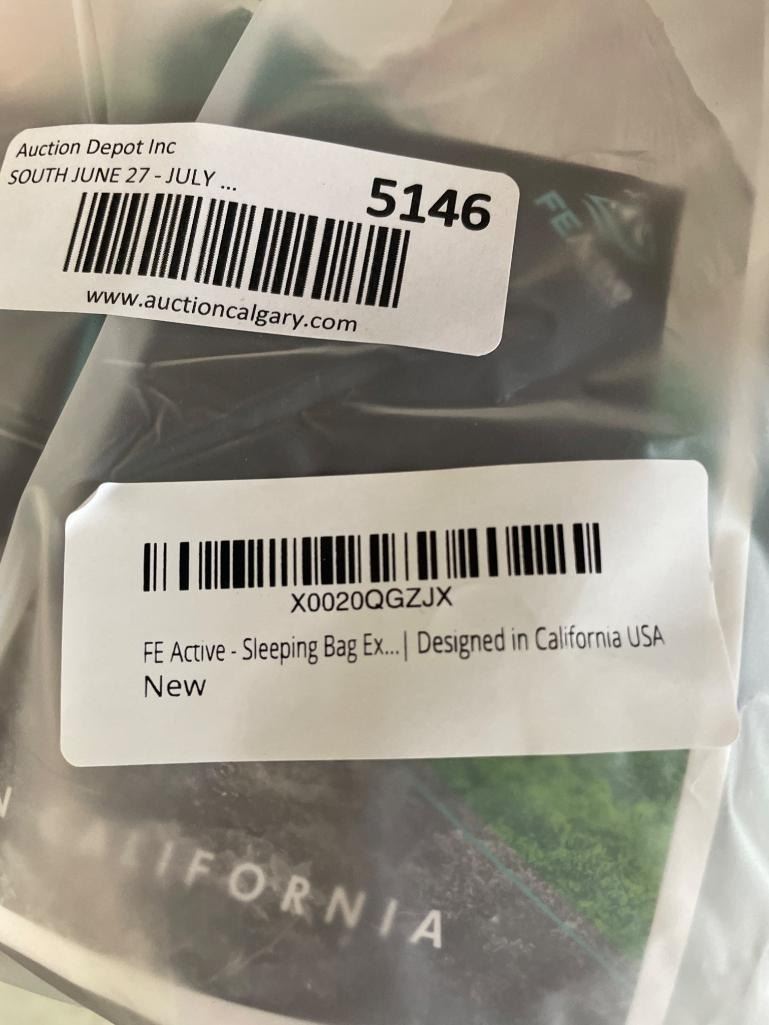 Auction Depot Inc
SOUTH JUNE 27 - JULY ...
5146
www.auctioncalgary.com
FE
X0020QGZJX
FE Active - Sleeping Bag Ex...| Designed in California USA
New
CALIFORNIA